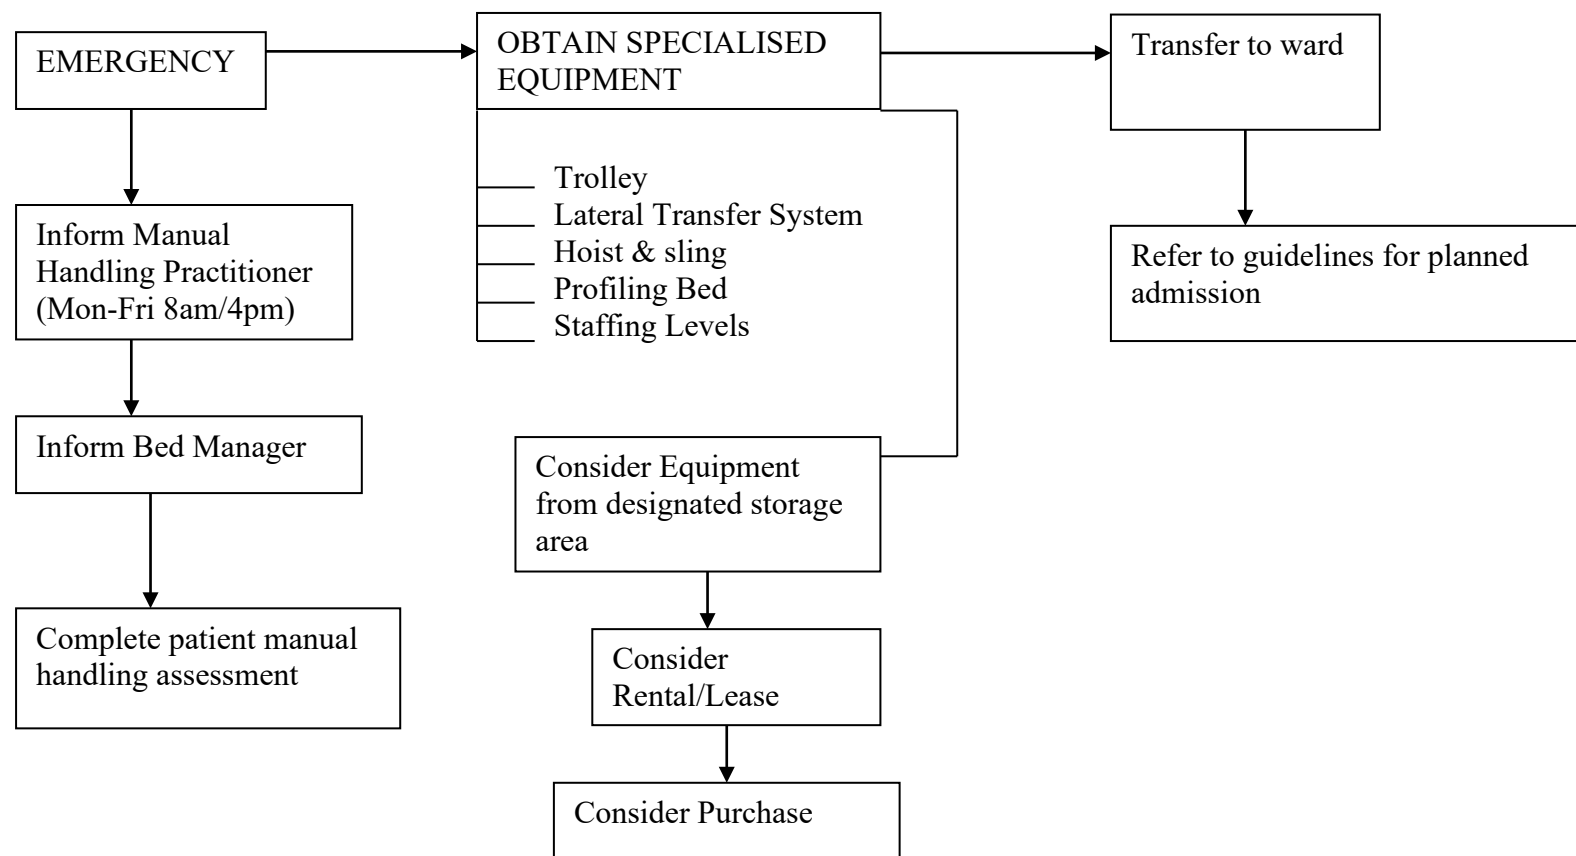 EMERGENCY
OBTAIN SPECIALISED
EQUIPMENT
Transfer to ward
Trolley
Lateral Transfer System
Hoist & sling
Profiling Bed
Staffing Levels
Inform Manual
Handling Practitioner
(Mon-Fri 8am/4pm)
Refer to guidelines for planned
admission
Inform Bed Manager
Consider Equipment
from designated storage
area
Complete patient manual
handling assessment
Consider
Rental/Lease
Consider Purchase